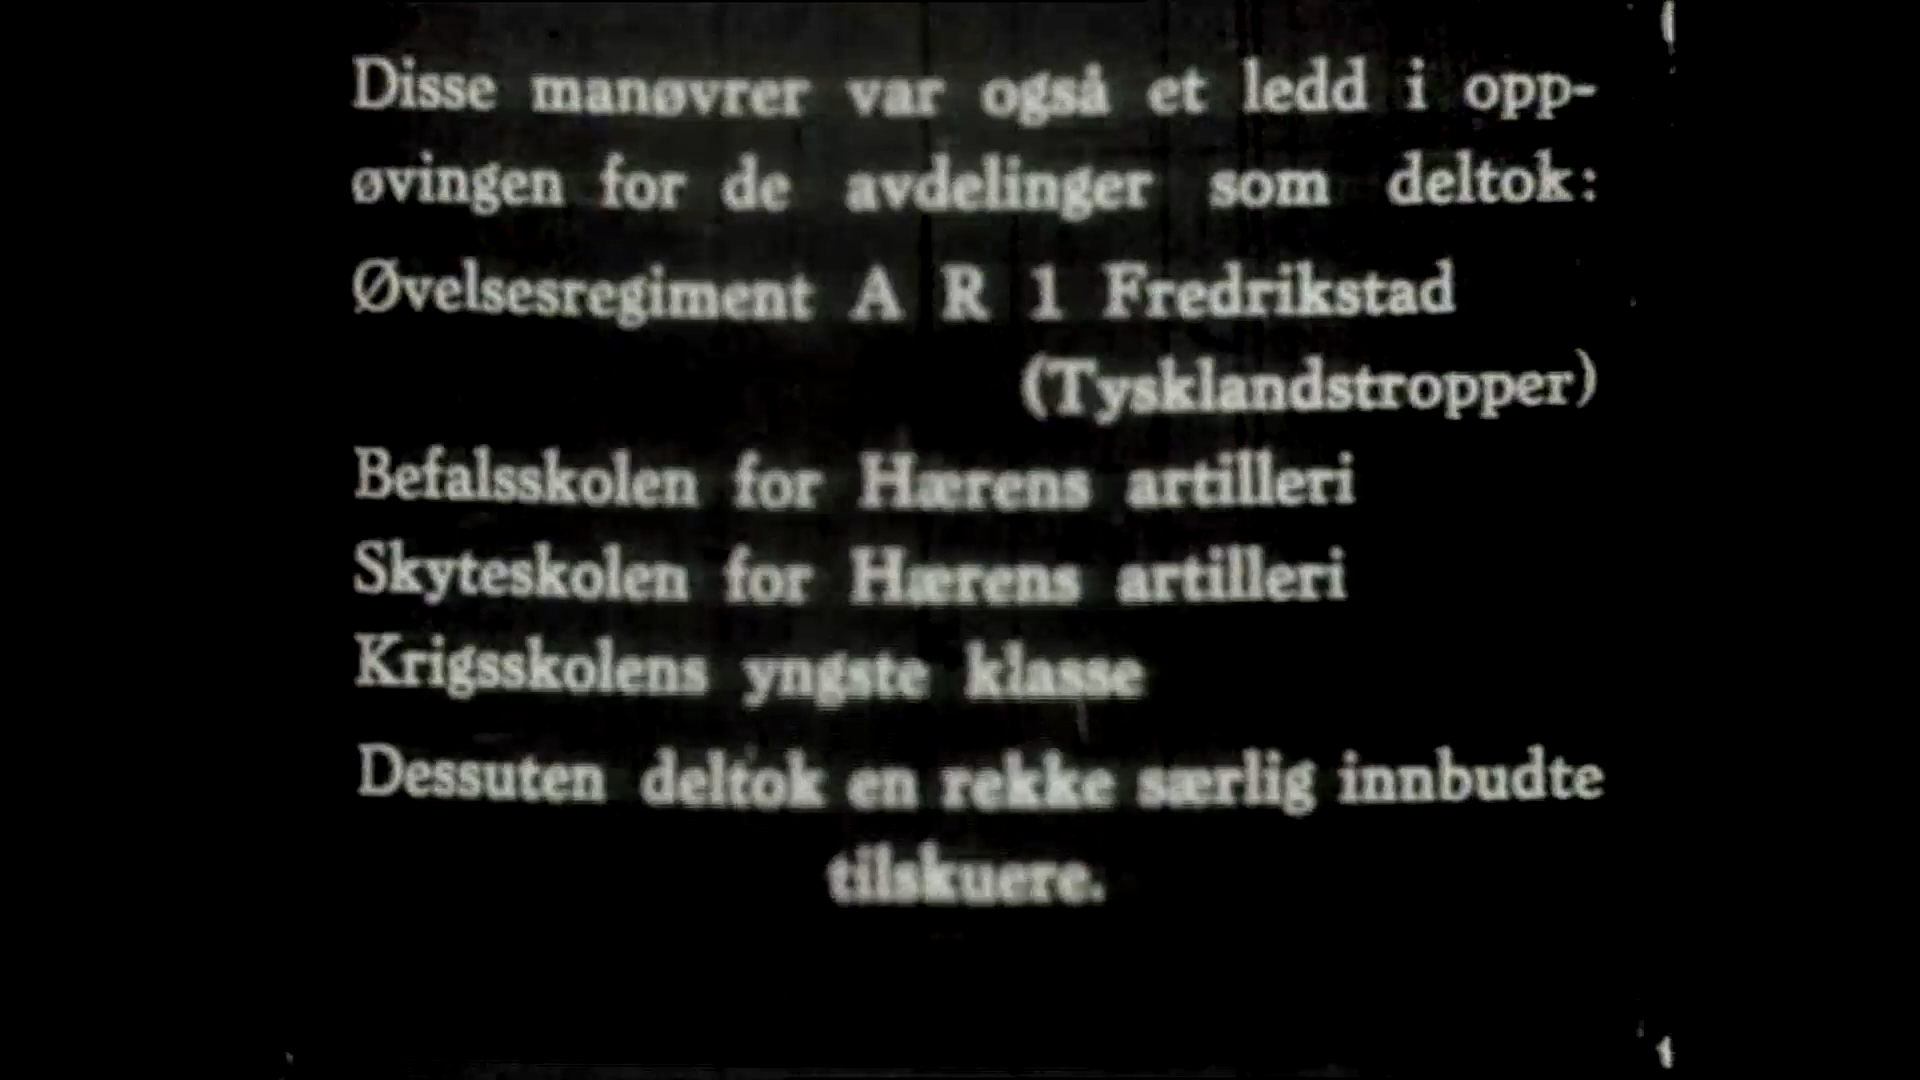 Disse manøvrer var også et ledd i opp-
øvingen for de avdelinger som deltok:
Øvelsesregiment A R 1 Fredrikstad
(Tysklandstropper)
Befalsskolen for Hærens artilleri
Skyteskolen for Hærens artilleri
Krigsskolens yngste klasse
Dessuten deltok en rekke særlig innbudte
tilskuere.